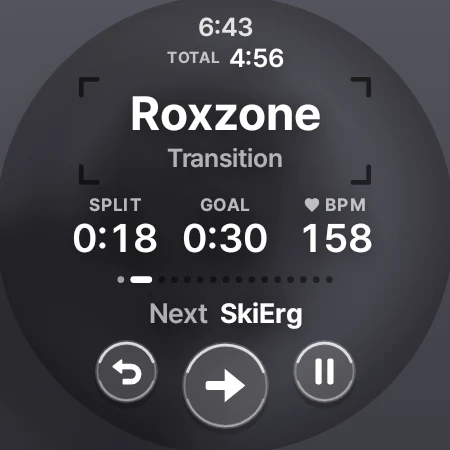 6:43
TOTAL 4:56
Roxzone
Transition
SPLIT GOAL BPM
0:18 0:30 158
Next SkiErg